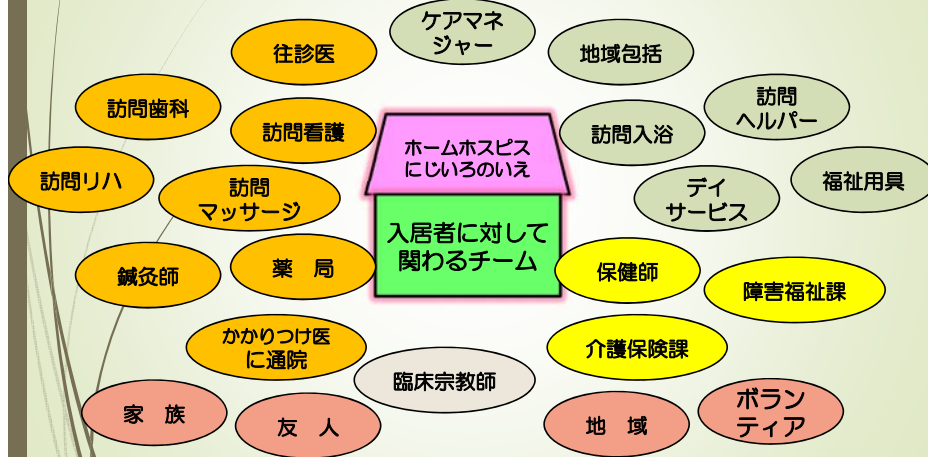 ケアマネ
ジャー
往診医
地域包括
訪問歯科
訪問看護
訪問入浴
訪問
ヘルパー
ホームホスピス
にじいろのいえ
訪問リハ
訪問
マッサージ
デイ
サービス
福祉用具
入居者に対して
関わるチーム
鍼灸師
薬　局
保健師
障害福祉課
かかりつけ医
に通院
介護保険課
臨床宗教師
家　族
友　人
地　域
ボラン
ティア